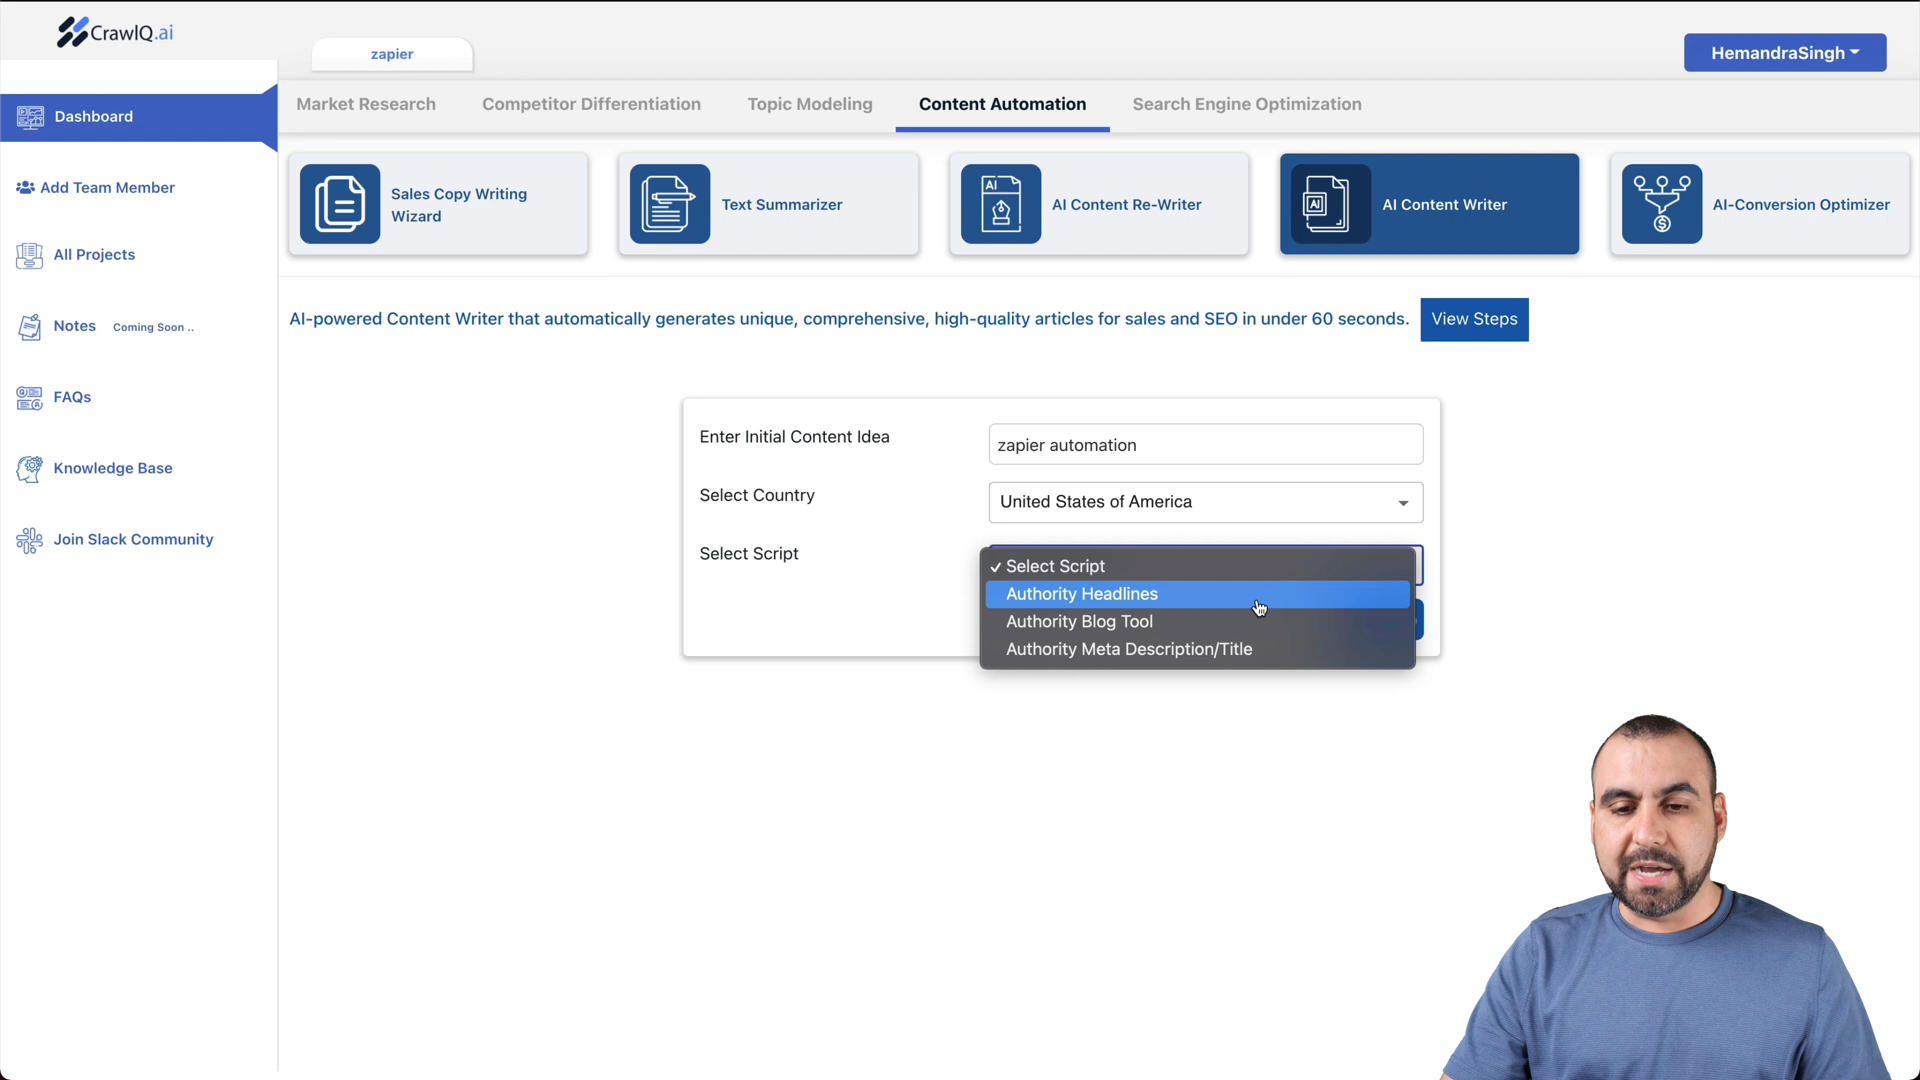 CrawlQ.ai
zapier
HemandraSingh
Market Research
Competitor Differentiation
Topic Modeling
Content Automation
Search Engine Optimization
Dashboard
Add Team Member
All Projects
Notes Coming Soon ..
FAQs
Knowledge Base
Join Slack Community
Sales Copy Writing
Wizard
Text Summarizer
AI
AI Content Re-Writer
AI
AI Content Writer
AI-Conversion Optimizer
AI-powered Content Writer that automatically generates unique, comprehensive, high-quality articles for sales and SEO in under 60 seconds.
View Steps
Enter Initial Content Idea
zapier automation
Select Country
United States of America
Select Script
✓ Select Script
Authority Headlines
Authority Blog Tool
Authority Meta Description/Title